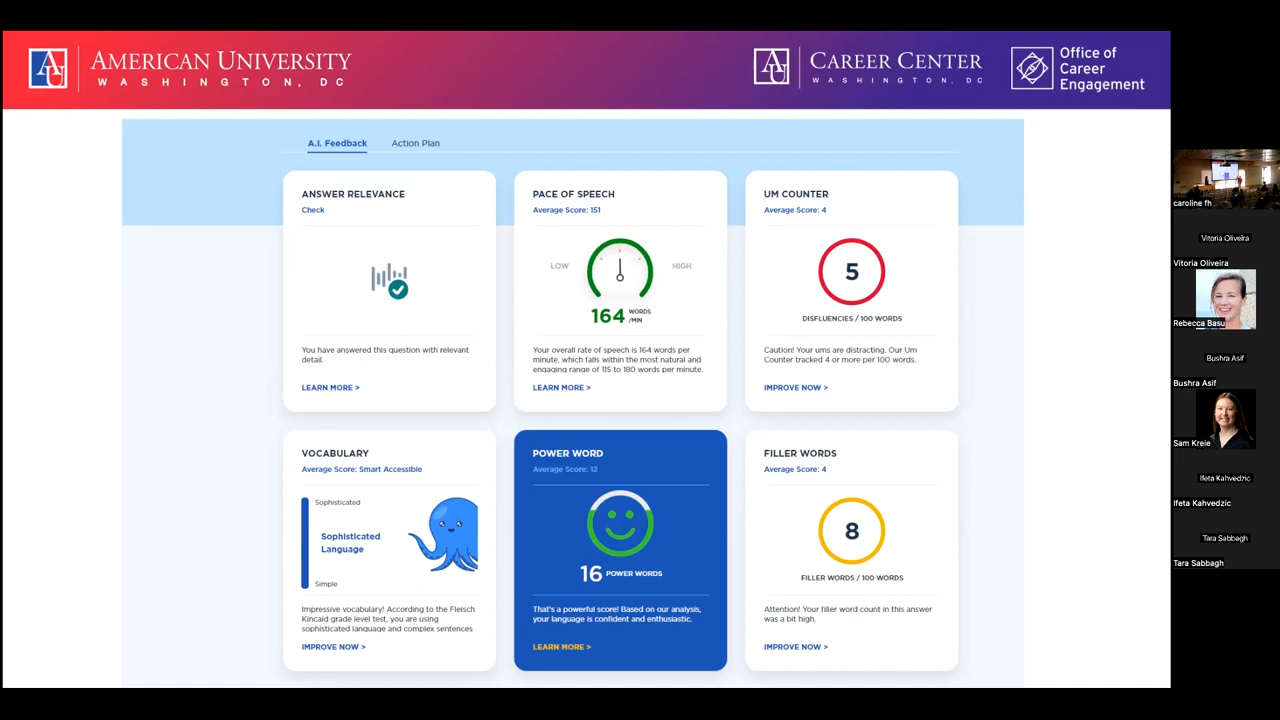 AMERICAN UNIVERSITY
WASHINGTON, DC
CAREER CENTER
WASHINGTON, DC
Office of
Career
Engagement
A.I. Feedback
Action Plan
ANSWER RELEVANCE
Check
You have answered this question with relevant
detail.
LEARN MORE >
PACE OF SPEECH
Average Score: 151
LOW
HIGH
164 WORDS
/MIN
Your overall rate of speech is 164 words per
minute, which falls within the most natural and
engaging range of 115 to 180 words per minute.
LEARN MORE >
UM COUNTER
Average Score: 4
5
DISFLUENCIES / 100 WORDS
Caution! Your ums are distracting. Our Um
Counter tracked 4 or more per 100 words.
IMPROVE NOW >
VOCABULARY
Average Score: Smart Accessible
Sophisticated
Sophisticated
Language
Simple
Impressive vocabulary! According to the Fleisch
Kincaid grade level test, you are using
sophisticated language and complex sentences
IMPROVE NOW >
POWER WORD
Average Score: 12
16 POWER WORDS
That's a powerful score! Based on our analysis,
your language is confident and enthusiastic.
LEARN MORE >
FILLER WORDS
Average Score: 4
8
FILLER WORDS / 100 WORDS
Attention! Your filler word count in this answer
was a bit high.
IMPROVE NOW >
caroline fh
Vitoria Oliveira
Vitoria Oliveira
Rebecca Basu
Bushra Asif
Bushra Asif
Sam Kreie
Ifeta Kahvedzic
Ifeta Kahvedzic
Tara Sabbagh
Tara Sabbagh